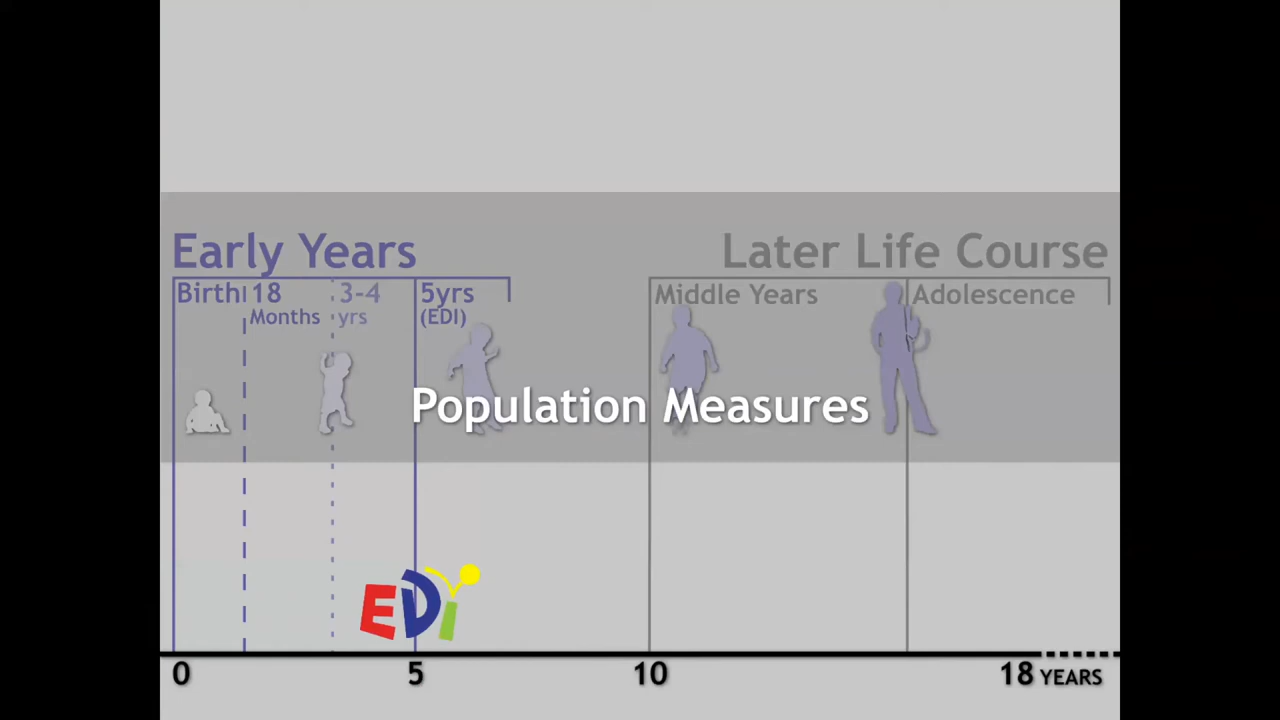 Early Years
Later Life Course
Birth
18
Months
3-4
yrs
5yrs
(EDI)
Middle Years
Adolescence
Population Measures
EDI
0
5
10
18 YEARS